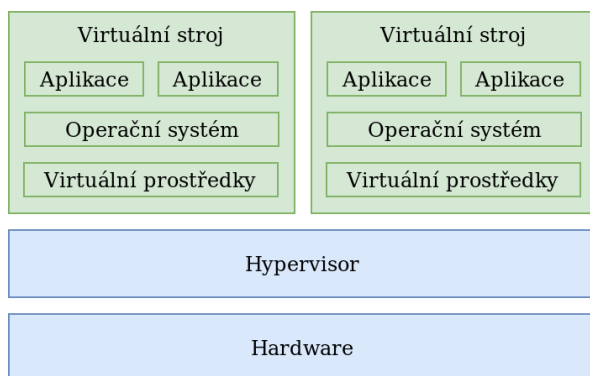 Virtuální stroj
Aplikace Aplikace
Operační systém
Virtuální prostředky
Virtuální stroj
Aplikace Aplikace
Operační systém
Virtuální prostředky
Hypervisor
Hardware